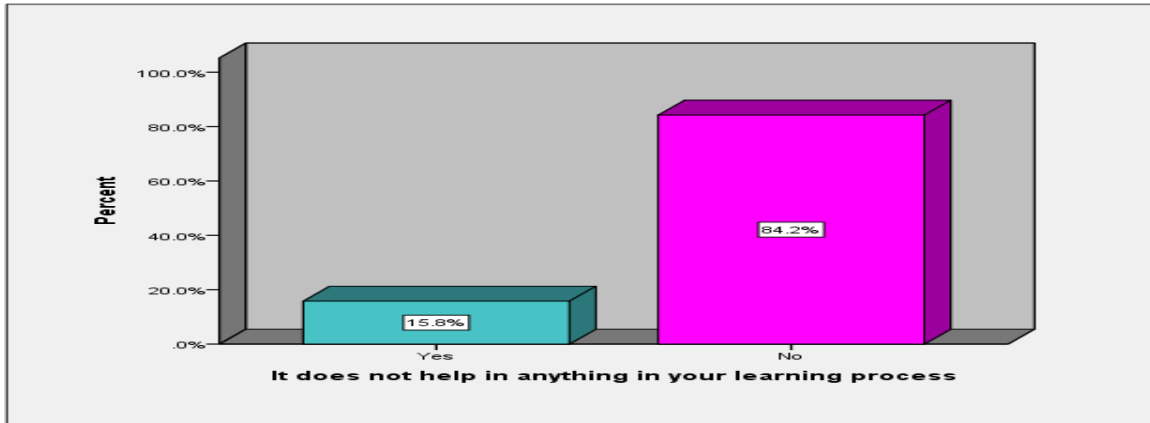 100.0%
80.0%
60.0%
40.0%
20.0%
.0%
Percent
84.2%
15.8%
Yes No
It does not help in anything in your learning process